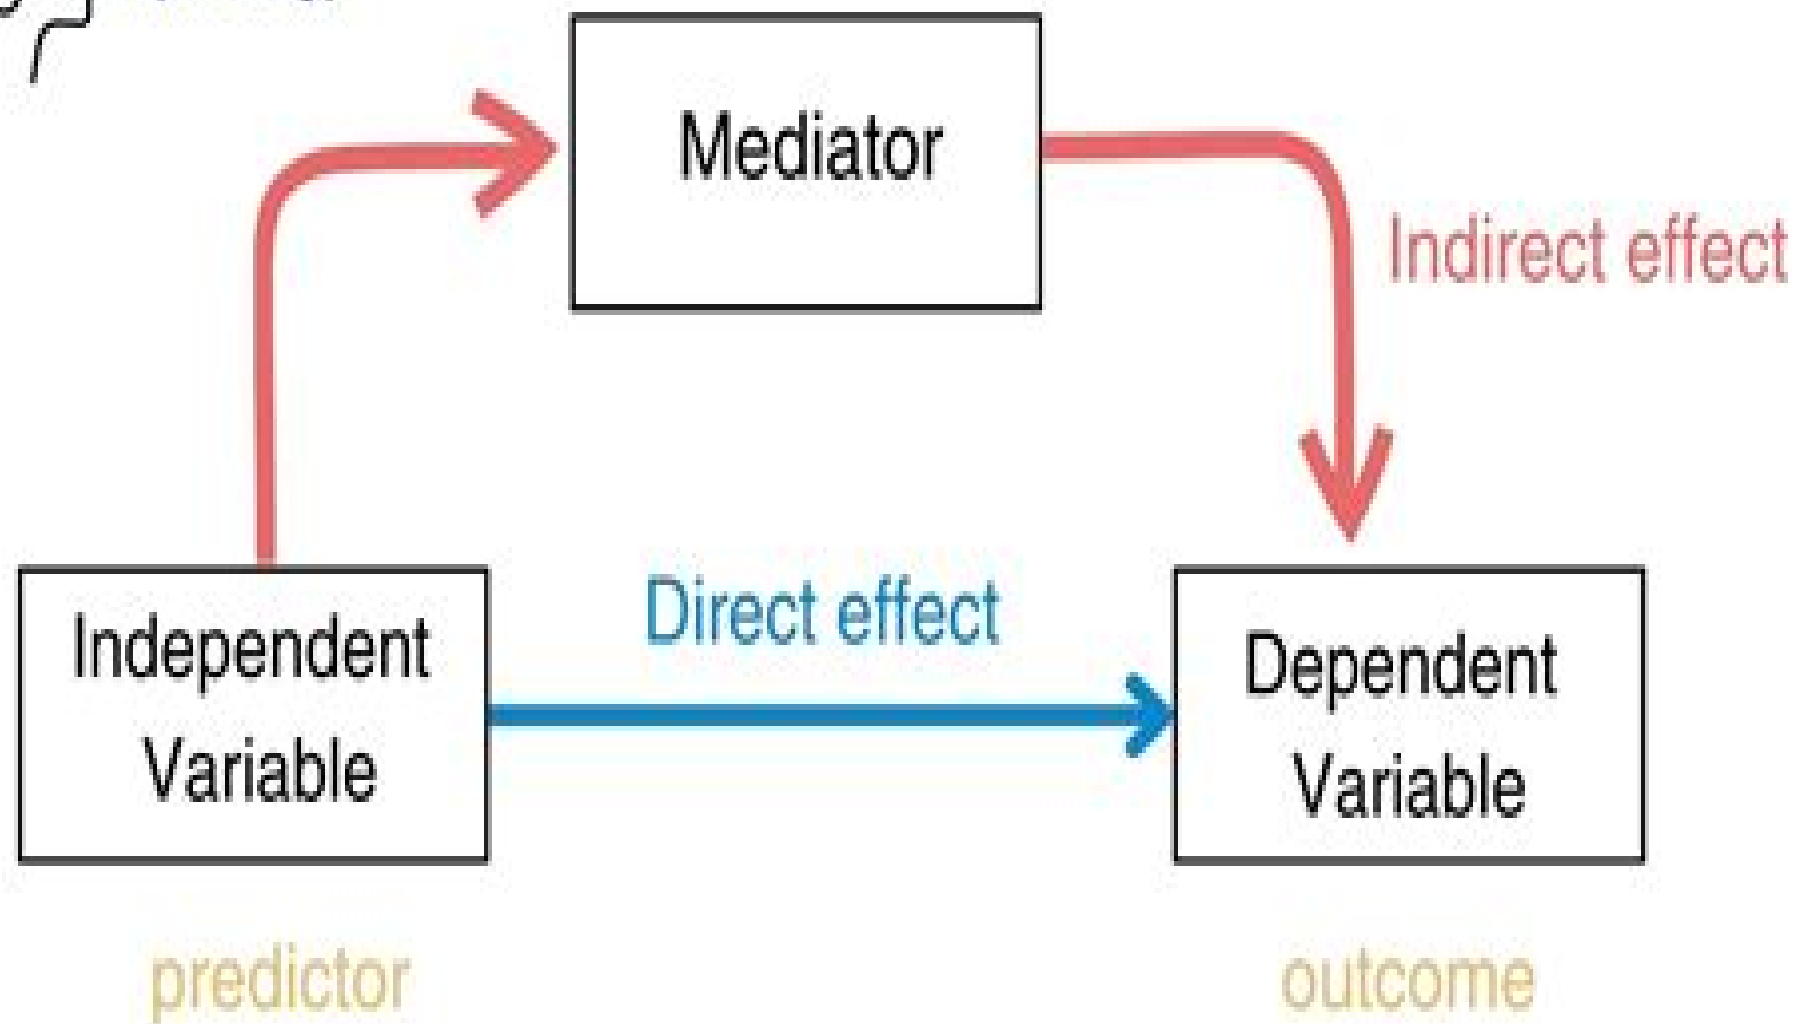 Mediator
Indirect effect
Direct effect
Independent
Variable
Dependent
Variable
predictor
outcome